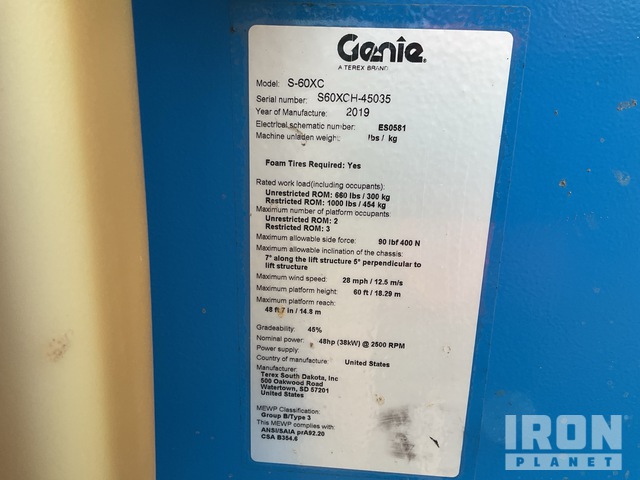 Genie
A TEREX BRAND
Model: S-60XC
Serial number: S60XCH-45035
Year of Manufacture: 2019
Electrical schematic number: ES0581
Machine unladen weight: lbs / kg
Foam Tires Required: Yes
Rated work load(including occupants):
Unrestricted ROM: 660 lbs / 300 kg
Restricted ROM: 1000 lbs / 454 kg
Maximum number of platform occupants:
Unrestricted ROM: 2
Restricted ROM: 3
Maximum allowable side force: 90 lbf 400 N
Maximum allowable inclination of the chassis:
7° along the lift structure 5° perpendicular to
lift structure
Maximum wind speed: 28 mph / 12.5 m/s
Maximum platform height: 60 ft / 18.29 m
Maximum platform reach:
48 ft 7 in / 14.8 m
Gradeability: 45%
Nominal power: 48hp (38kW) @ 2500 RPM
Power supply:
Country of manufacture: United States
Manufacturer:
Terex South Dakota, Inc
500 Oakwood Road
Watertown, SD 57201
United States
MEWP Classification:
Group B/Type 3
This MEWP complies with:
ANSI/SAIA prA92.20
CSA B354.6
IRON
PLANET